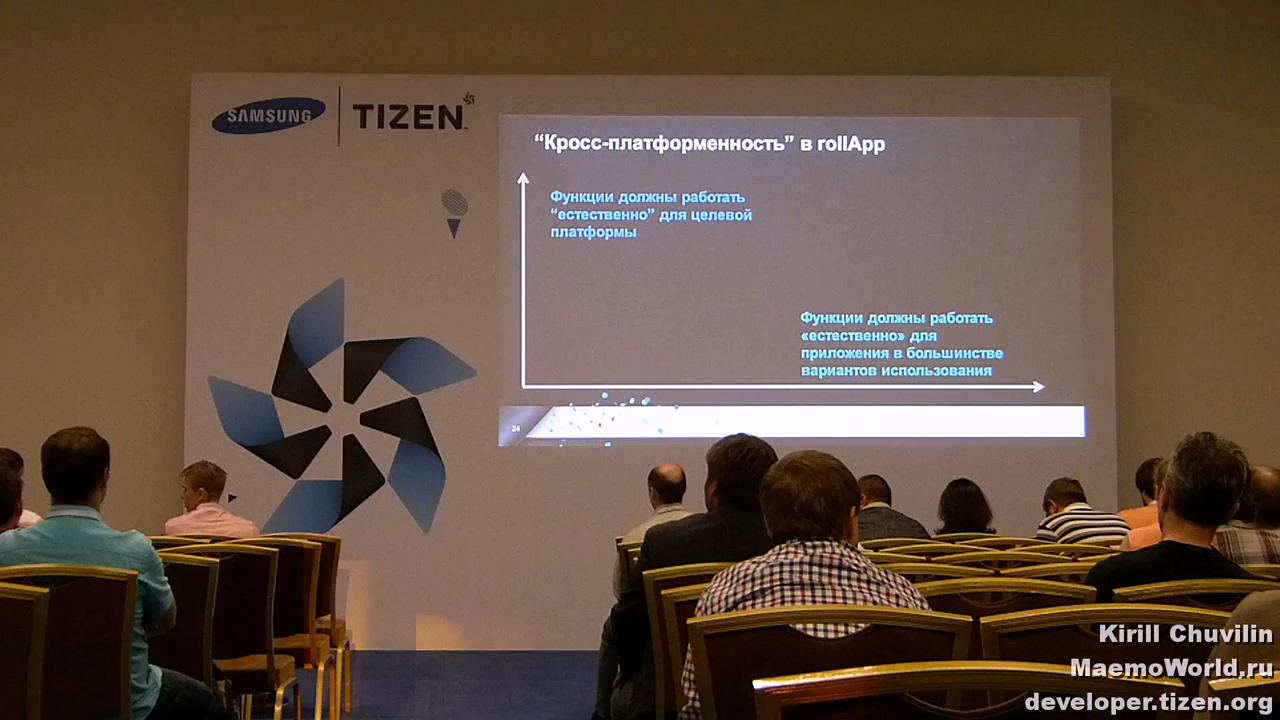 SAMSUNG
TIZEN™
“Кросс-платформенность” в rollApp
Функции должны работать
“естественно” для целевой
платформы
Функции должны работать
«естественно» для
приложения в большинстве
вариантов использования
24
Kirill Chuvilin
MaemoWorld.ru
developer.tizen.org